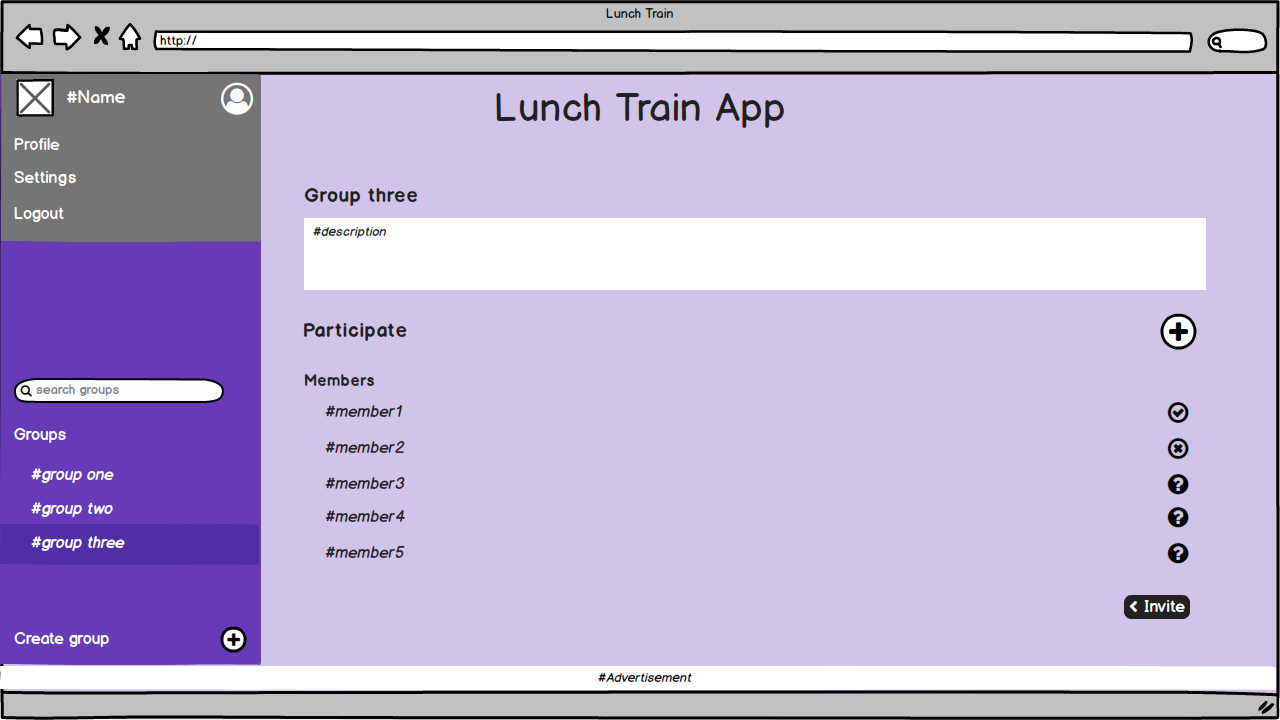 Lunch Train
http://
#Name
Profile
Settings
Logout
search groups
Groups
#group one
#group two
#group three
Create group
Lunch Train App
Group three
#description
Participate
Members
#member1
#member2
#member3
#member4
#member5
Invite
#Advertisement